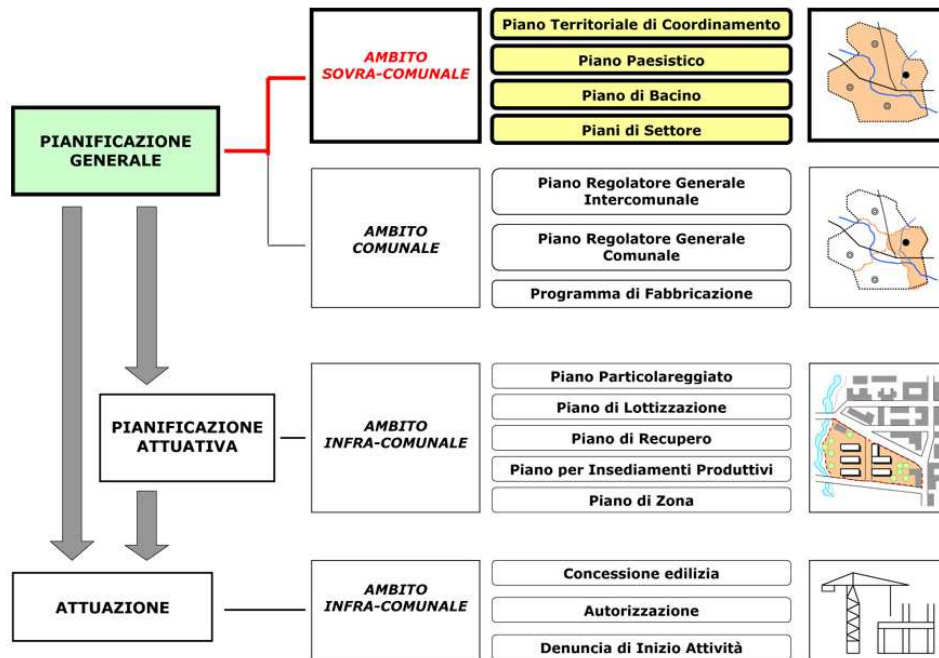 PIANIFICAZIONE
GENERALE
AMBITO
SOVRA-COMUNALE
Piano Territoriale di Coordinamento
Piano Paesistico
Piano di Bacino
Piani di Settore
AMBITO
COMUNALE
Piano Regolatore Generale
Intercomunale
Piano Regolatore Generale
Comunale
Programma di Fabbricazione
PIANIFICAZIONE
ATTUATIVA
AMBITO
INFRA-COMUNALE
Piano Particolareggiato
Piano di Lottizzazione
Piano di Recupero
Piano per Insediamenti Produttivi
Piano di Zona
ATTUAZIONE
AMBITO
INFRA-COMUNALE
Concessione edilizia
Autorizzazione
Denuncia di Inizio Attività